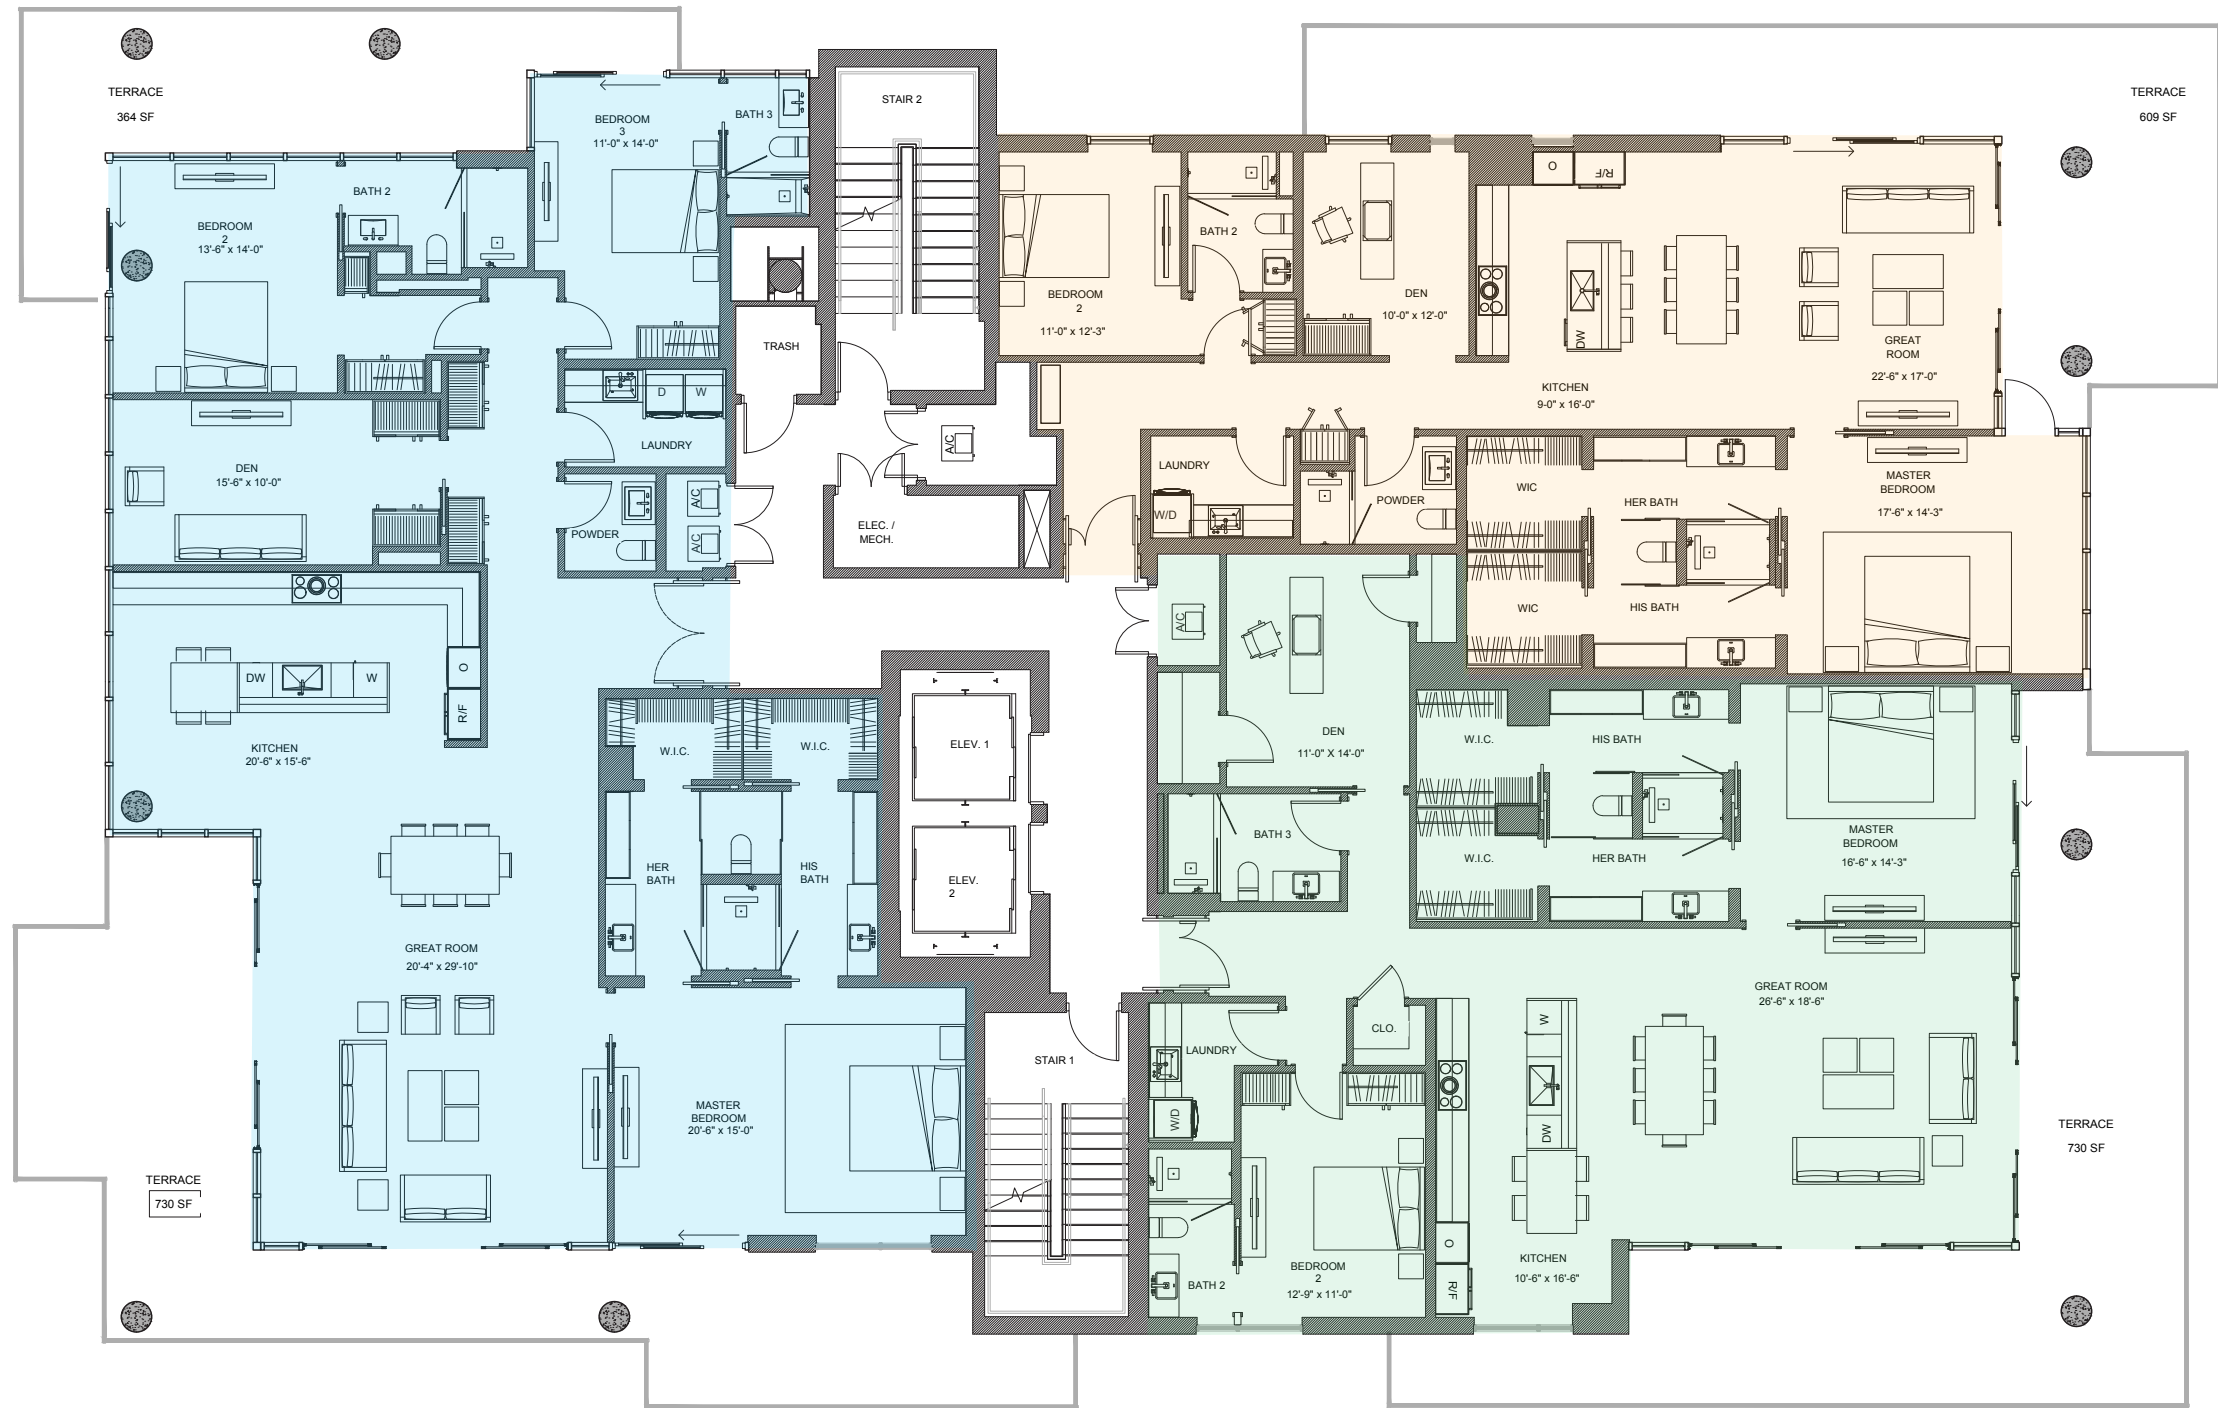 TERRACE
364 SF
BEDROOM
3
11'-0" x 14'-0"
BATH 3
STAIR 2
BATH 2
BEDROOM
2
13'-6" x 14'-0"
TRASH
D
W
LAUNDRY
DEN
15'-6" x 10'-0"
POWDER
A/C
A/C
A/C
ELEC. /
MECH.
DW
W
O
R/F
KITCHEN
20'-6" x 15'-6"
W.I.C.
W.I.C.
HER
BATH
HIS
BATH
GREAT ROOM
20'-4" x 29'-10"
MASTER
BEDROOM
20'-6" x 15'-0"
TERRACE
730 SF
ELEV. 1
ELEV.
2
STAIR 1
TERRACE
609 SF
O
R/F
BATH 2
BEDROOM
2
11'-0" x 12'-3"
DEN
10'-0" x 12'-0"
DW
KITCHEN
9-0" x 16'-0"
GREAT
ROOM
22'-6" x 17'-0"
LAUNDRY
W/D
POWDER
WIC
HER BATH
MASTER
BEDROOM
17'-6" x 14'-3"
WIC
HIS BATH
A/C
DEN
11'-0" X 14'-0"
W.I.C.
HIS BATH
BATH 3
W.I.C.
HER BATH
MASTER
BEDROOM
16'-6" x 14'-3"
GREAT ROOM
26'-6" x 18'-6"
CLO.
LAUNDRY
W/D
W
DW
TERRACE
730 SF
O
R/F
KITCHEN
10'-6" x 16'-6"
BATH 2
BEDROOM
2
12'-9" x 11'-0"